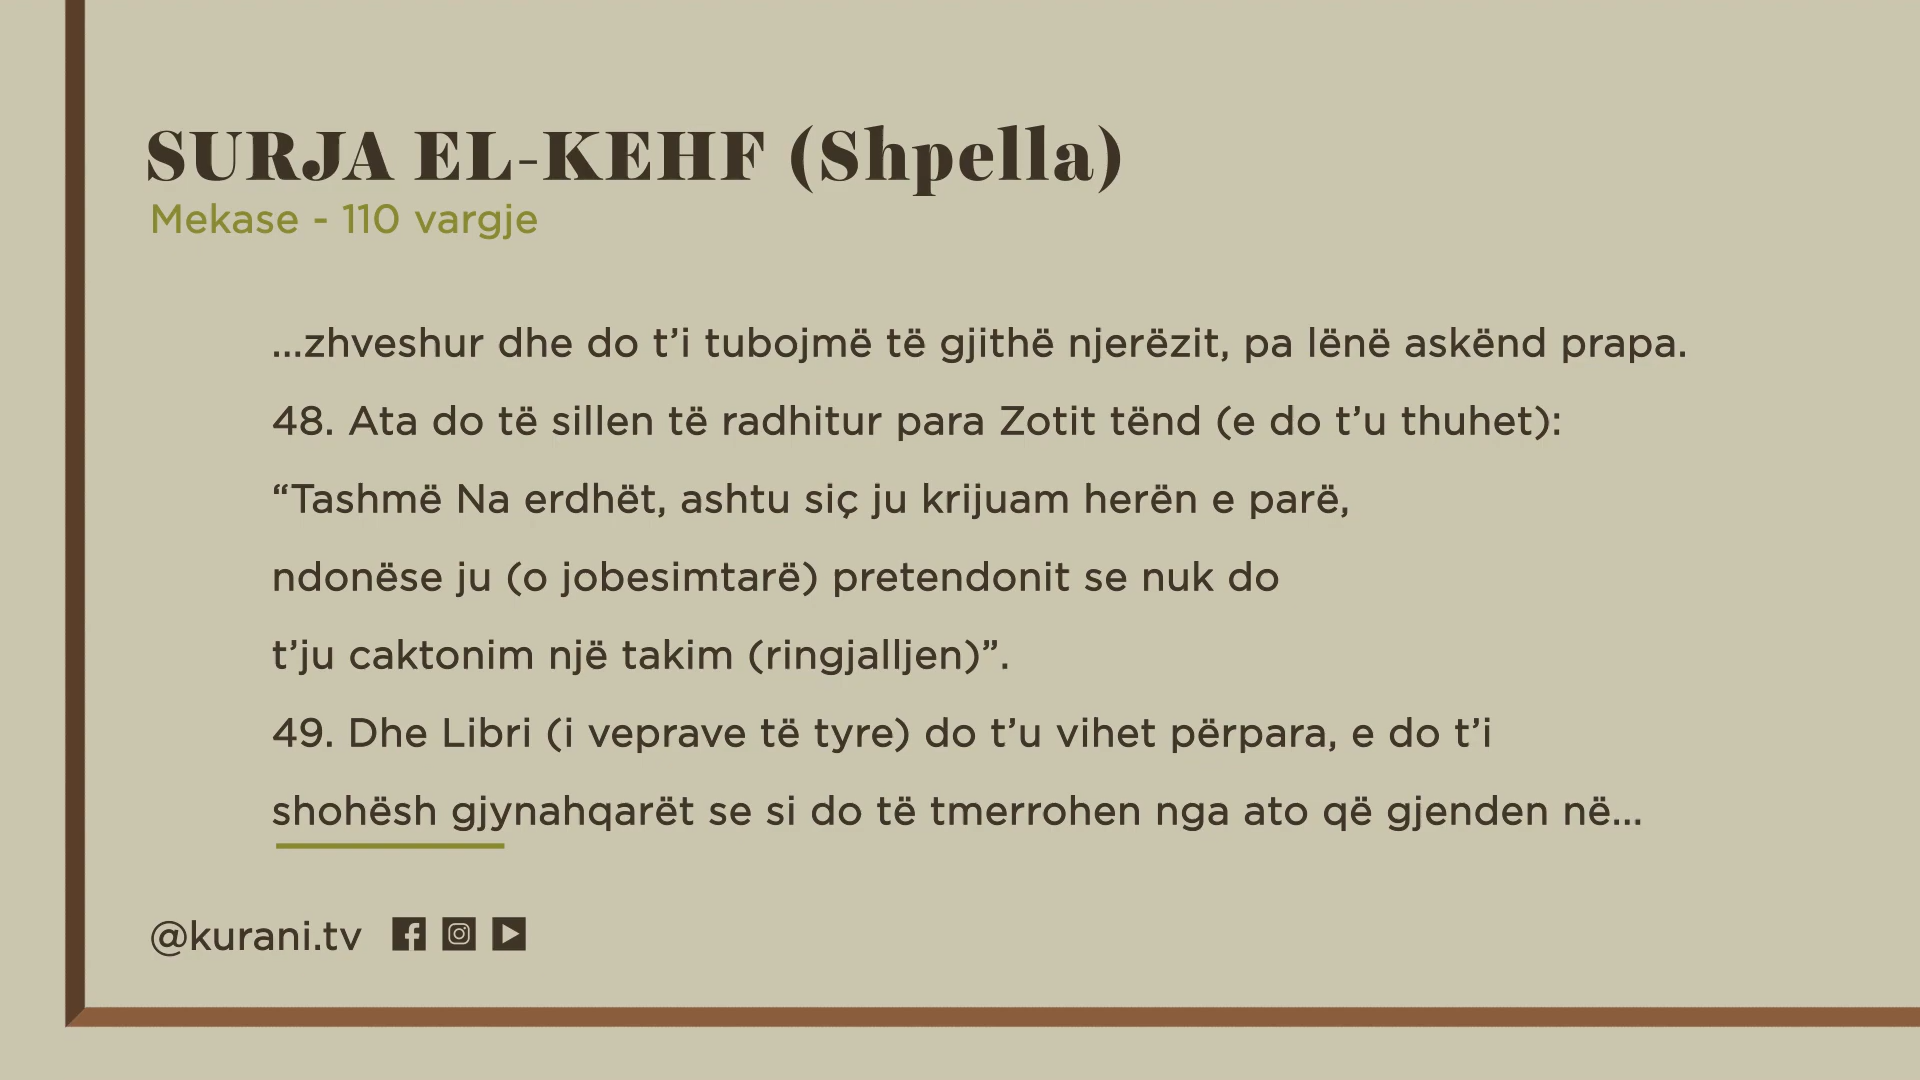 SURJA EL-KEHF (Shpella)
Mekase - 110 vargje
...zhveshur dhe do t’i tubojmë të gjithë njerëzit, pa lënë askënd prapa.
48. Ata do të sillen të radhitur para Zotit tënd (e do t’u thuhet):
“Tashmë Na erdhët, ashtu siç ju krijuam herën e parë,
ndonëse ju (o jobesimtarë) pretendonit se nuk do
t’ju caktonim një takim (ringjalljen)”.
49. Dhe Libri (i veprave të tyre) do t’u vihet përpara, e do t’i
shohësh gjynahqarët se si do të tmerrohen nga ato që gjenden në...
@kurani.tv